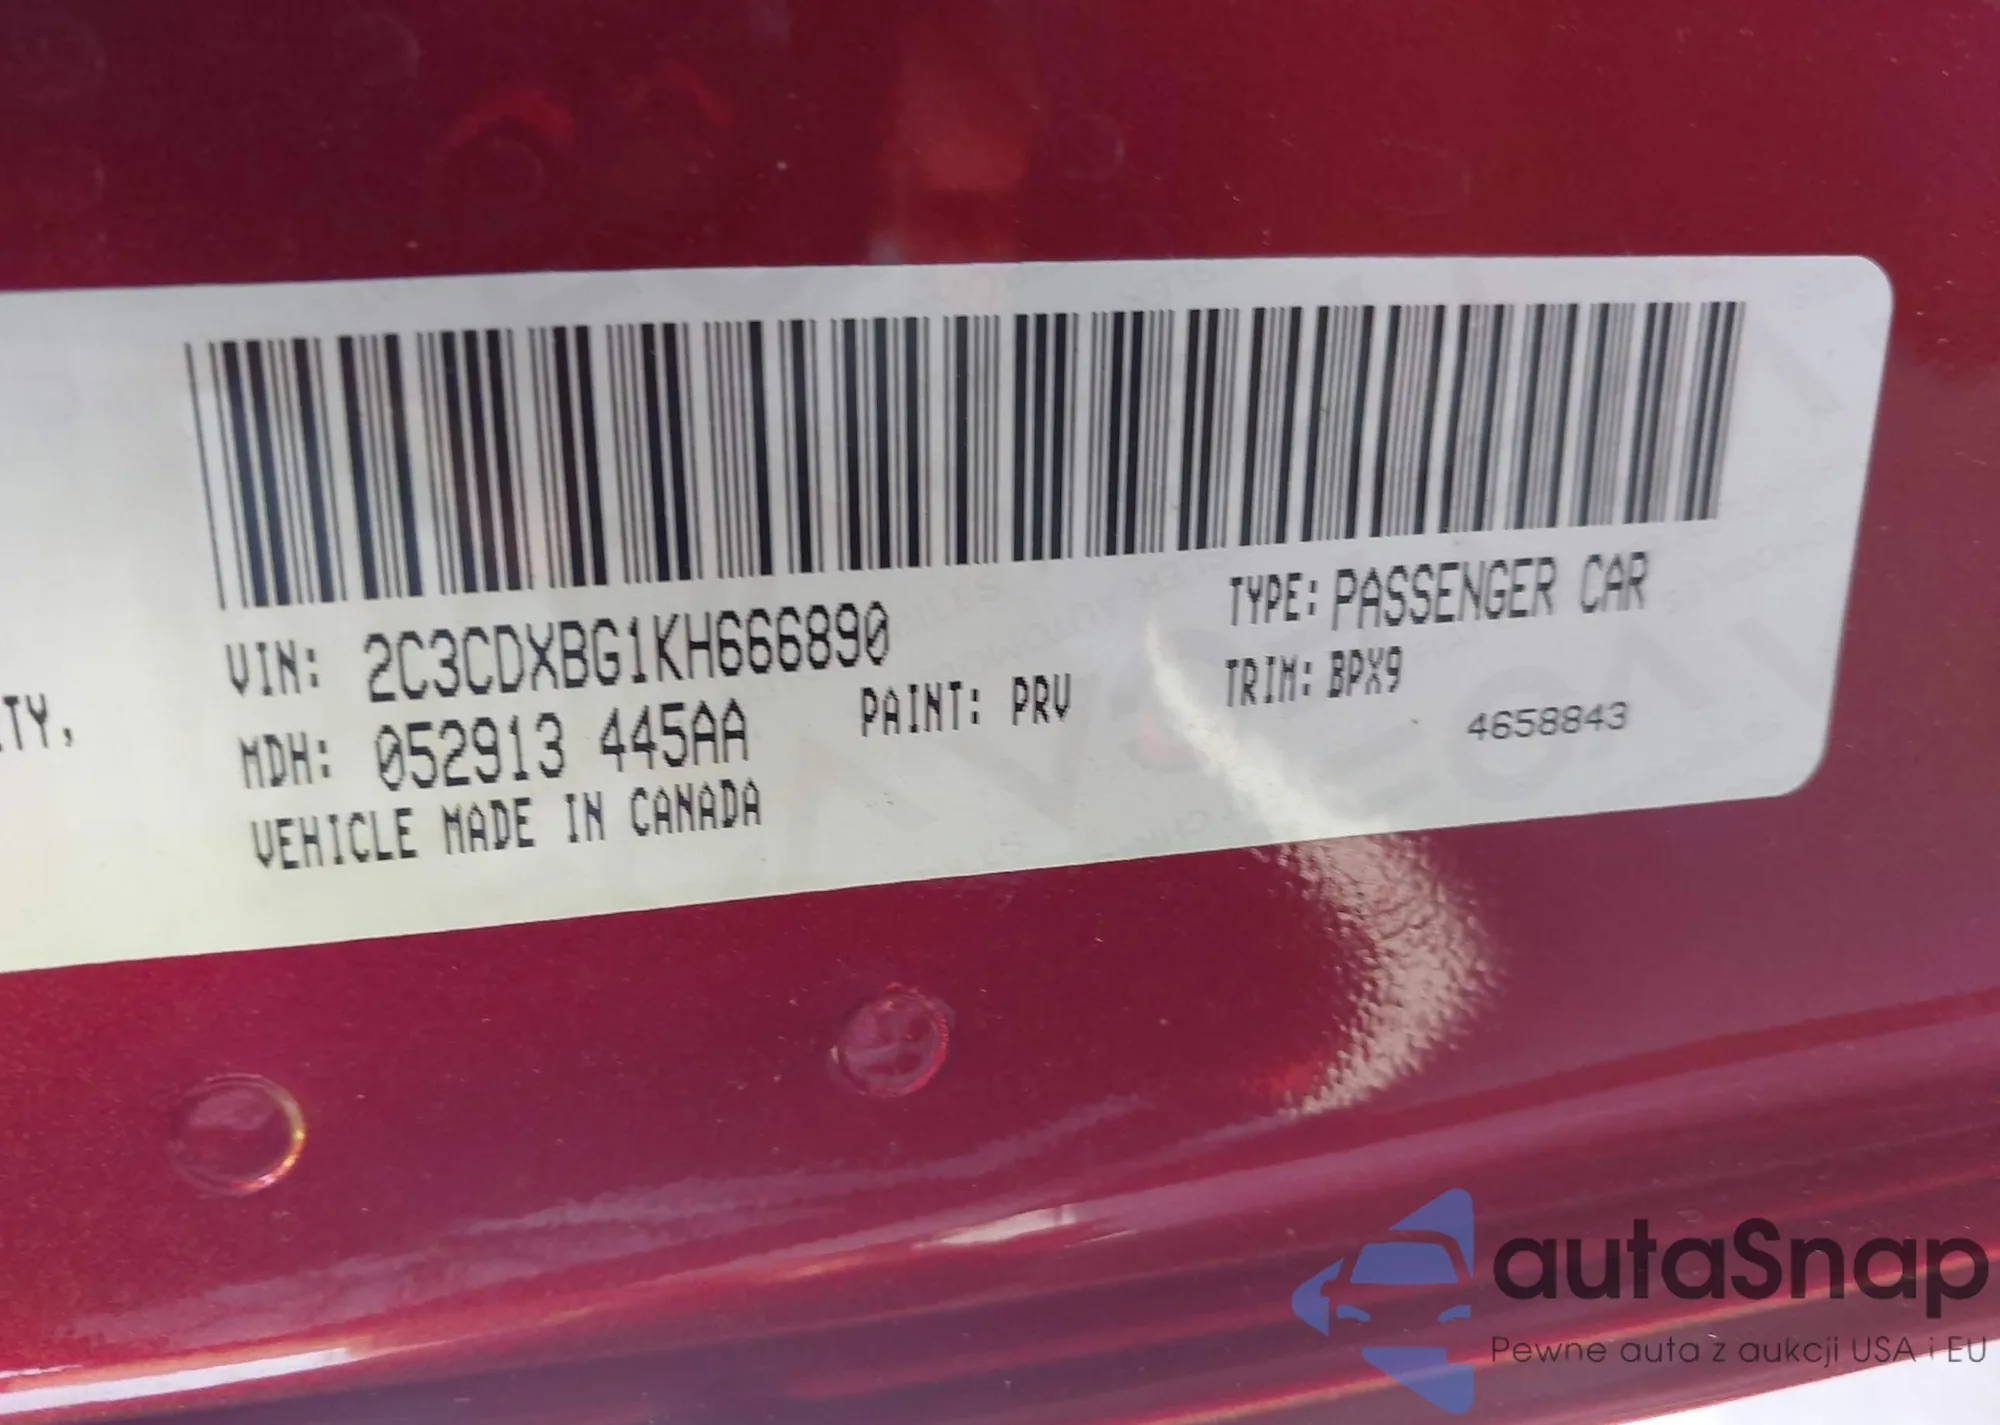 VIN: 2C3CDXBG1KH666890
TYPE: PASSENGER CAR
ITY,
MDH: 052913 445AA
PAINT: PRV
TRIM: BPX9
4658843
VEHICLE MADE IN CANADA
autaSnap
Pewne auta z aukcji USA i EU